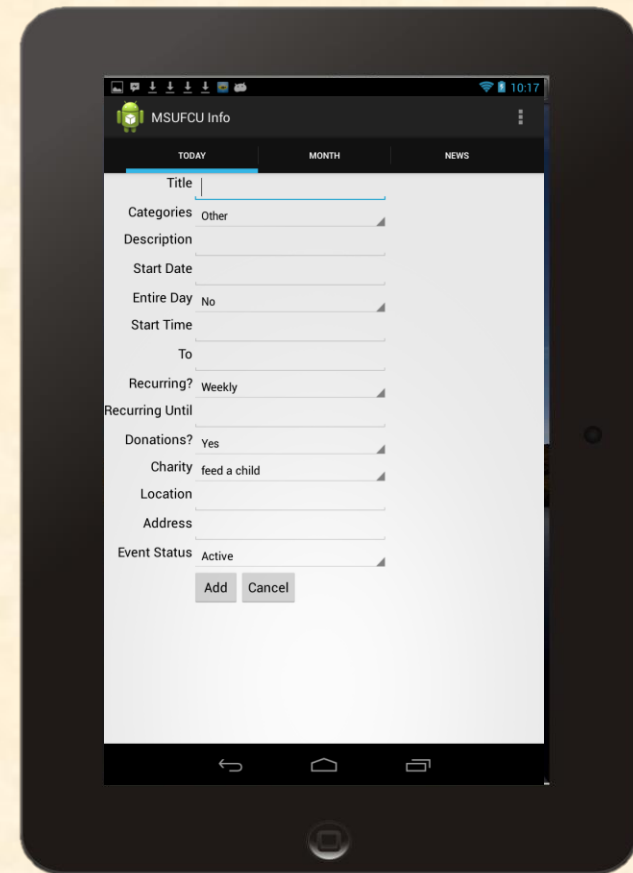 10:17
MSUFCU Info
TODAY MONTH NEWS
Title
Categories Other
Description
Start Date
Entire Day No
Start Time
To
Recurring? Weekly
Recurring Until
Donations? Yes
Charity feed a child
Location
Address
Event Status Active
Add Cancel